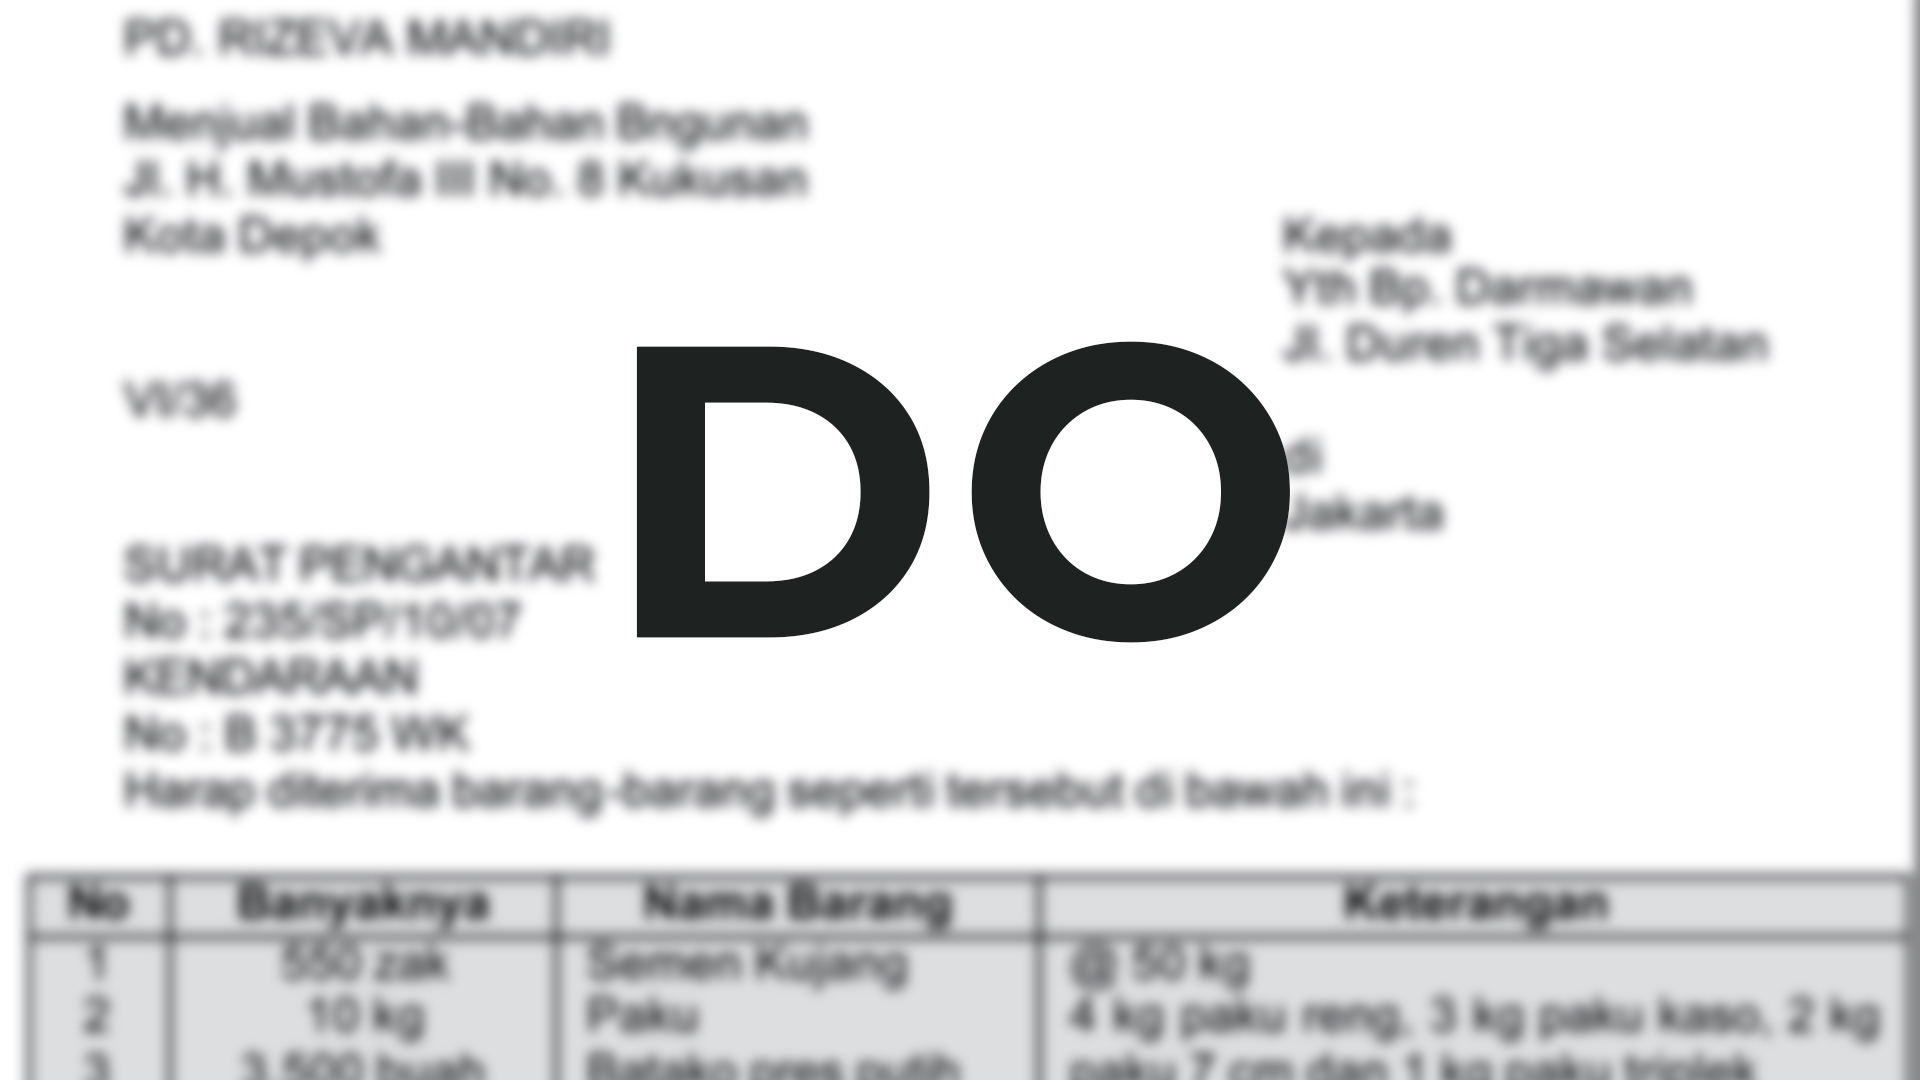 PD. RIZEVA MANDIRI
Menjual Bahan-Bahan Bngunan
Jl. H. Mustofa III No. 8 Kukusan
Kota Depok
Kepada
Yth Bp. Darmawan
Jl. Duren Tiga Selatan
VI/36
di
Jakarta
DO
SURAT PENGANTAR
No : 235/SP/10/07
KENDARAAN
No : B 3775 WK
Harap diterima barang-barang seperti tersebut di bawah ini :
No Banyaknya Nama Barang Keterangan
1 550 zak Semen Kujang @ 50 kg
2 10 kg Paku 4 kg paku reng, 3 kg paku kaso, 2 kg
3 3.500 buah Batako pres putih paku 7 cm dan 1 kg paku triplek